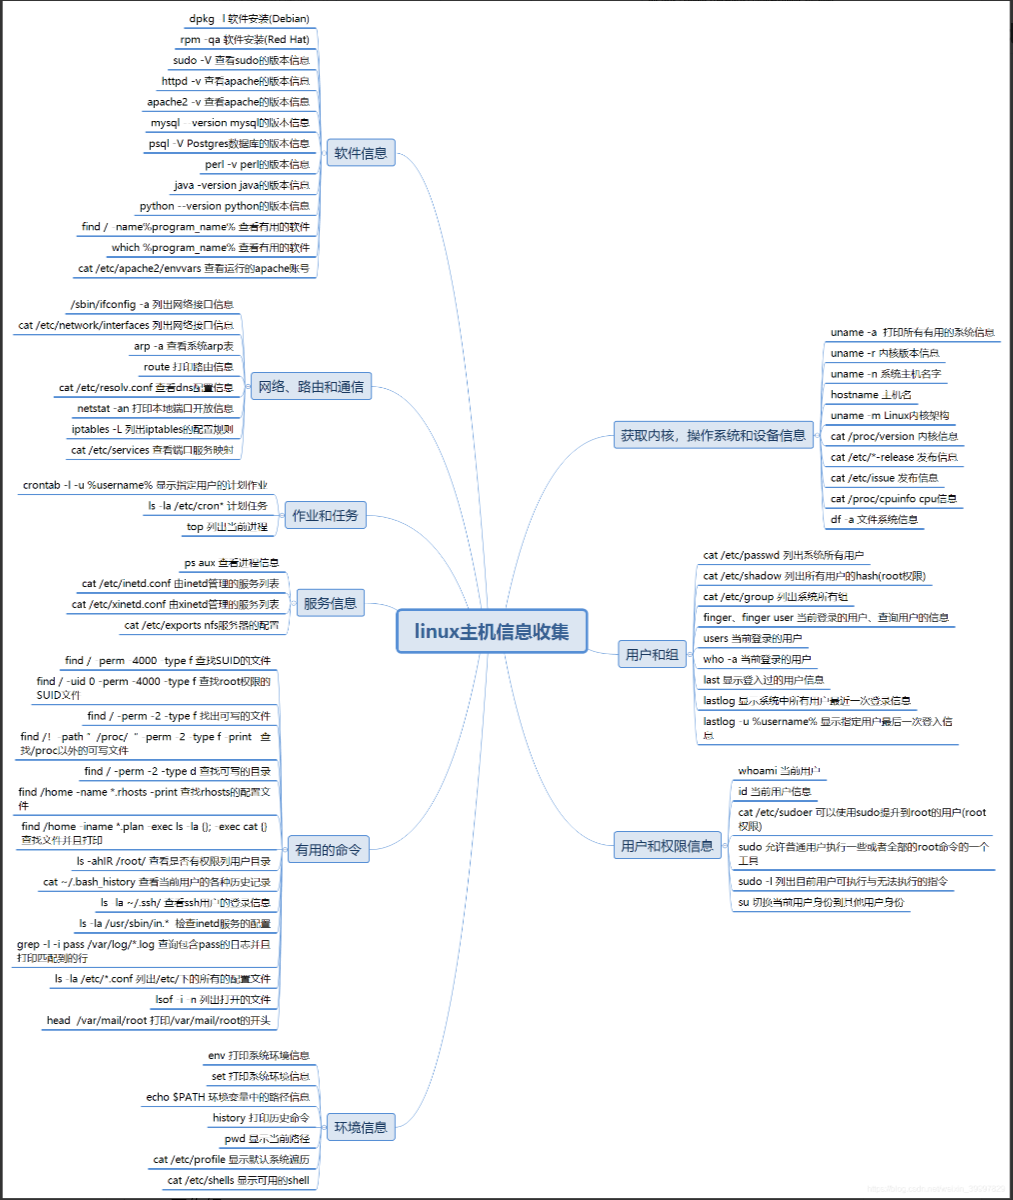 linux主机信息收集
软件信息
dpkg l 软件安装(Debian)
rpm -qa 软件安装(Red Hat)
sudo -V 查看sudo的版本信息
httpd -v 查看apache的版本信息
apache2 -v 查看apache的版本信息
mysql --version mysql的版本信息
psql -V Postgres数据库的版本信息
perl -v perl的版本信息
java -version java的版本信息
python --version python的版本信息
find / -name%program_name% 查看有用的软件
which %program_name% 查看有用的软件
cat /etc/apache2/envvars 查看运行的apache账号
网络、路由和通信
/sbin/ifconfig -a 列出网络接口信息
cat /etc/network/interfaces 列出网络接口信息
arp -a 查看系统arp表
route 打印路由信息
cat /etc/resolv.conf 查看dns配置信息
netstat -an 打印本地端口开放信息
iptables -L 列出iptables的配置规则
cat /etc/services 查看端口服务映射
作业和任务
crontab -l -u %username% 显示指定用户的计划作业
ls -la /etc/cron* 计划任务
top 列出当前进程
服务信息
ps aux 查看进程信息
cat /etc/inetd.conf 由inetd管理的服务列表
cat /etc/xinetd.conf 由xinetd管理的服务列表
cat /etc/exports nfs服务器的配置
有用的命令
find / -perm -4000 -type f 查找SUID的文件
find / -uid 0 -perm -4000 -type f 查找root权限的
SUID文件
find / -perm -2 -type f 找出可写的文件
find /！ -path " /proc/ " -perm -2 -type f -print 查
找/proc以外的可写文件
find / -perm -2 -type d 查找可写的目录
find /home -name *.rhosts -print 查找rhosts的配置文
件
find /home -iname *.plan -exec ls -la {}; -exec cat {}
查找文件并且打印
ls -ahlR /root/ 查看是否有权限列用户目录
cat ~/.bash_history 查看当前用户的各种历史记录
ls -la ~/.ssh/ 查看ssh用户的登录信息
ls -la /usr/sbin/in.* 检查inetd服务的配置
grep -l -i pass /var/log/*.log 查询包含pass的日志并且
打印匹配到的行
ls -la /etc/*.conf 列出/etc/下的所有的配置文件
lsof -i -n 列出打开的文件
head /var/mail/root 打印/var/mail/root的开头
环境信息
env 打印系统环境信息
set 打印系统环境信息
echo $PATH 环境变量中的路径信息
history 打印历史命令
pwd 显示当前路径
cat /etc/profile 显示默认系统遍历
cat /etc/shells 显示可用的shell
获取内核，操作系统和设备信息
uname -a 打印所有有用的系统信息
uname -r 内核版本信息
uname -n 系统主机名字
hostname 主机名
uname -m Linux内核架构
cat /proc/version 内核信息
cat /etc/*-release 发布信息
cat /etc/issue 发布信息
cat /proc/cpuinfo cpu信息
df -a 文件系统信息
用户和组
cat /etc/passwd 列出系统所有用户
cat /etc/shadow 列出所有用户的hash(root权限)
cat /etc/group 列出系统所有组
finger、finger user 当前登录的用户、查询用户的信息
users 当前登录的用户
who -a 当前登录的用户
last 显示登入过的用户信息
lastlog 显示系统中所有用户最近一次登录信息
lastlog -u %username% 显示指定用户最后一次登入信
息
用户和权限信息
whoami 当前用户
id 当前用户信息
cat /etc/sudoer 可以使用sudo提升到root的用户(root
权限)
sudo 允许普通用户执行一些或者全部的root命令的一个
工具
sudo -l 列出目前用户可执行与无法执行的指令
su 切换当前用户身份到其他用户身份